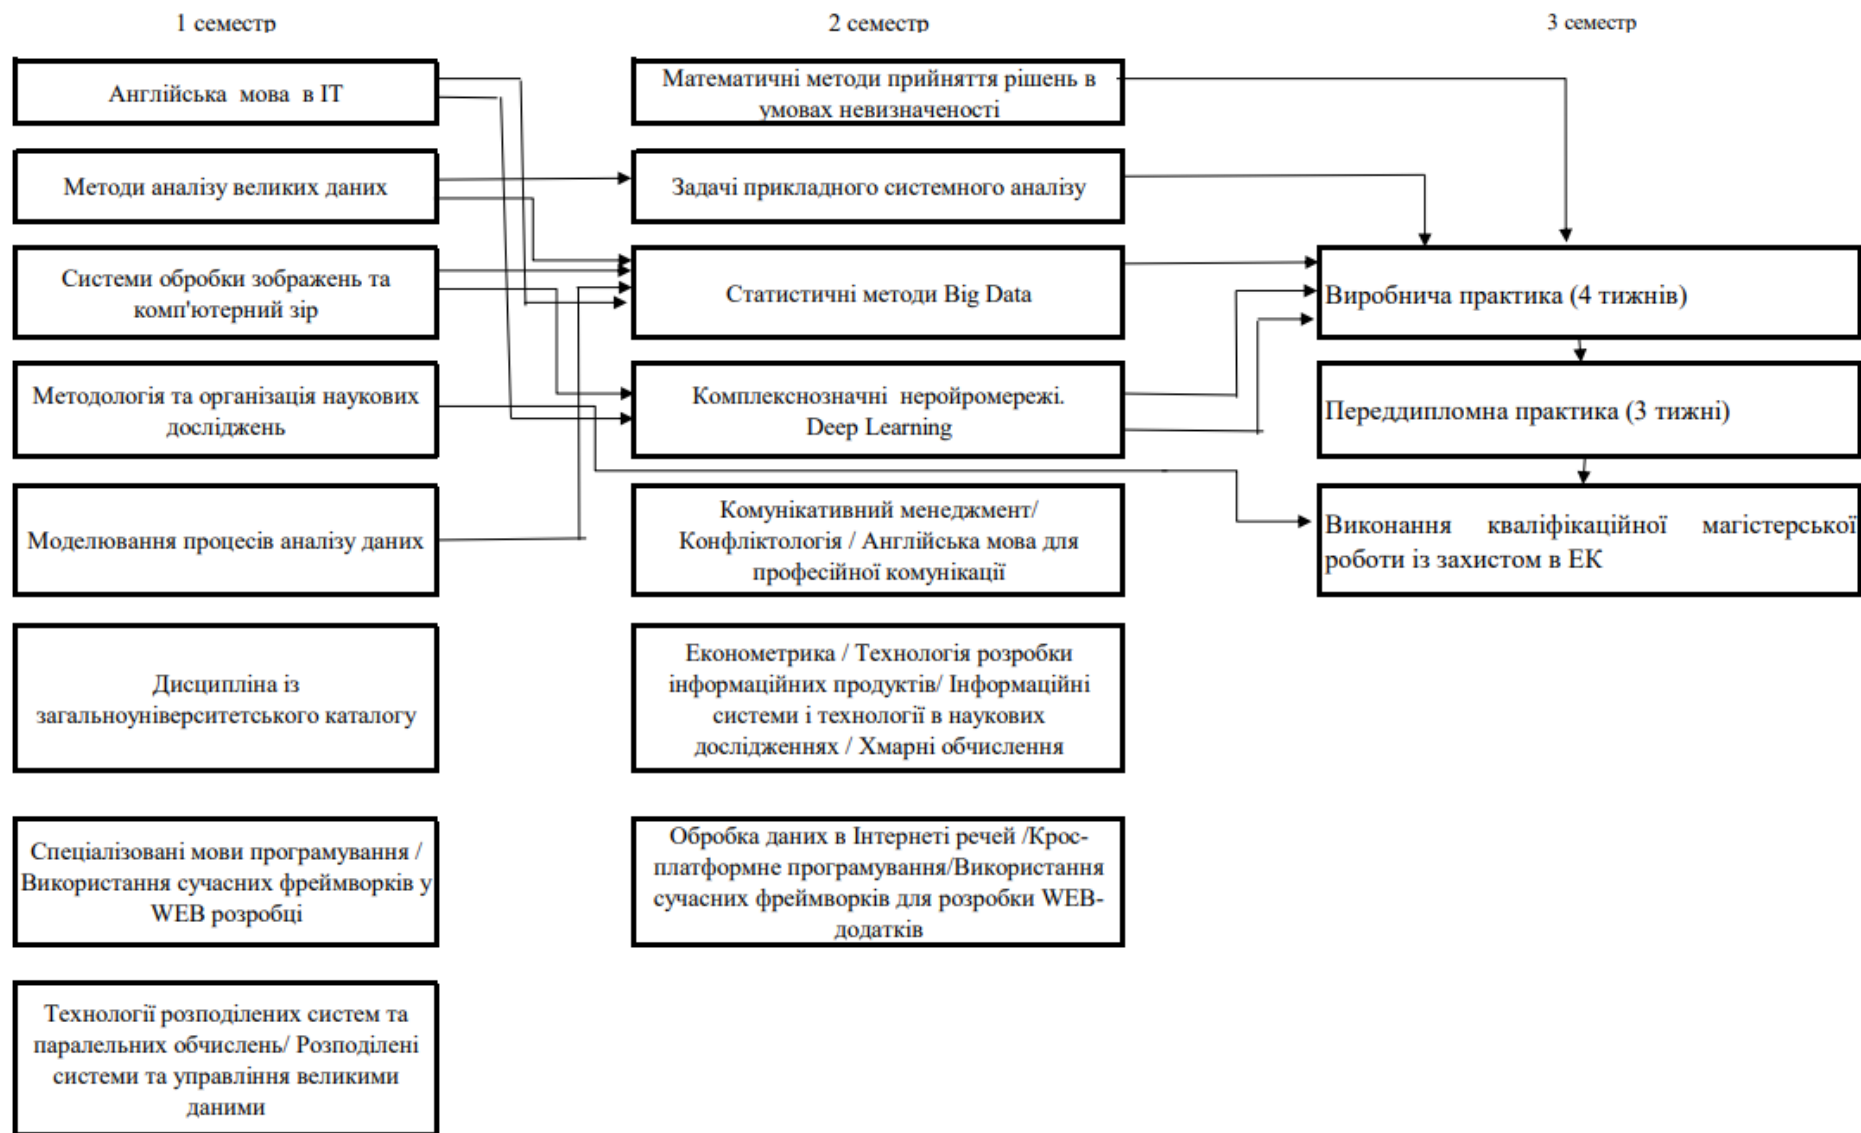 1 семестр
2 семестр
3 семестр
Англійська мова в ІТ
Методи аналізу великих даних
Системи обробки зображень та
комп'ютерний зір
Методологія та організація наукових
досліджень
Моделювання процесів аналізу даних
Дисципліна із
загальноуніверситетського каталогу
Спеціалізовані мови програмування /
Використання сучасних фреймворків у
WEB розробці
Технології розподілених систем та
паралельних обчислень/ Розподілені
системи та управління великими
даними
Математичні методи прийняття рішень в
умовах невизначеності
Задачі прикладного системного аналізу
Статистичні методи Big Data
Комплекснозначні неройромережі.
Deep Learning
Комунікативний менеджмент/
Конфліктологія / Англійська мова для
професійної комунікації
Економетрика / Технологія розробки
інформаційних продуктів/ Інформаційні
системи і технології в наукових
дослідженнях / Хмарні обчислення
Обробка даних в Інтернеті речей /Крос-
платформне програмування/Використання
сучасних фреймворків для розробки WEB-
додатків
Виробнича практика (4 тижнів)
Переддипломна практика (3 тижні)
Виконання кваліфікаційної магістерської
роботи із захистом в ЕК